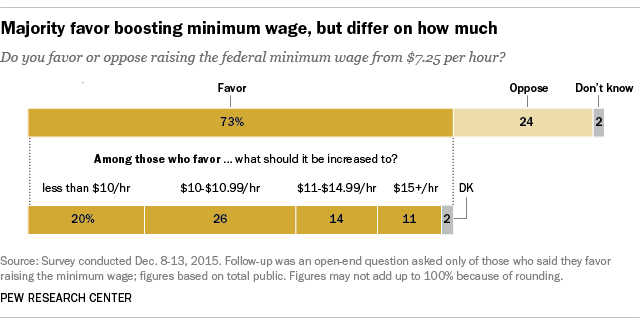 Majority favor boosting minimum wage, but differ on how much
Do you favor or oppose raising the federal minimum wage from $7.25 per hour?
Favor Oppose Don't know
73% 24 2
Among those who favor ... what should it be increased to?
less than $10/hr $10-$10.99/hr $11-$14.99/hr $15+/hr DK
20% 26 14 11 2
Source: Survey conducted Dec. 8-13, 2015. Follow-up was an open-end question asked only of those who said they favor
raising the minimum wage; figures based on total public. Figures may not add up to 100% because of rounding.
PEW RESEARCH CENTER